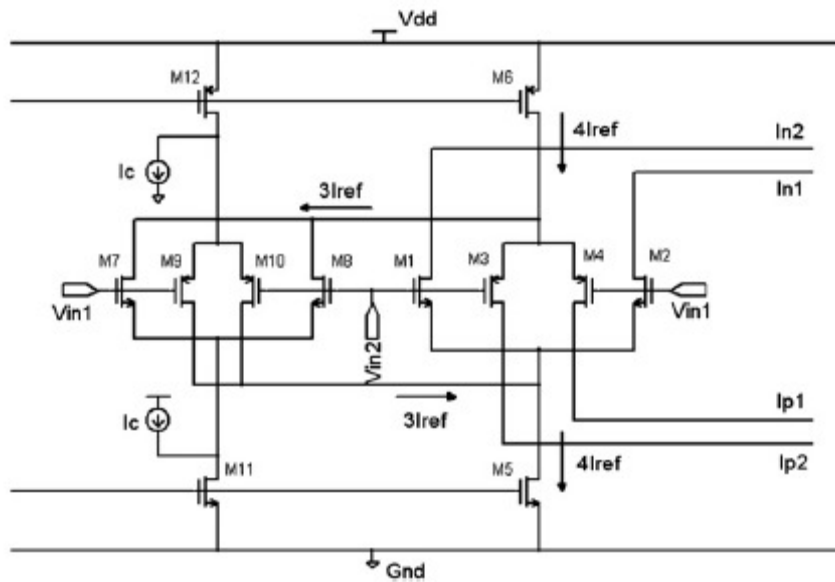 Vdd
M12
M6
4Iref
In2
Ic
In1
3Iref
M7
M9
M10
M8
M1
M3
M4
M2
Vin1
Vin2
Vin1
Ic
3Iref
Ip1
M11
M5
4Iref
Ip2
Gnd